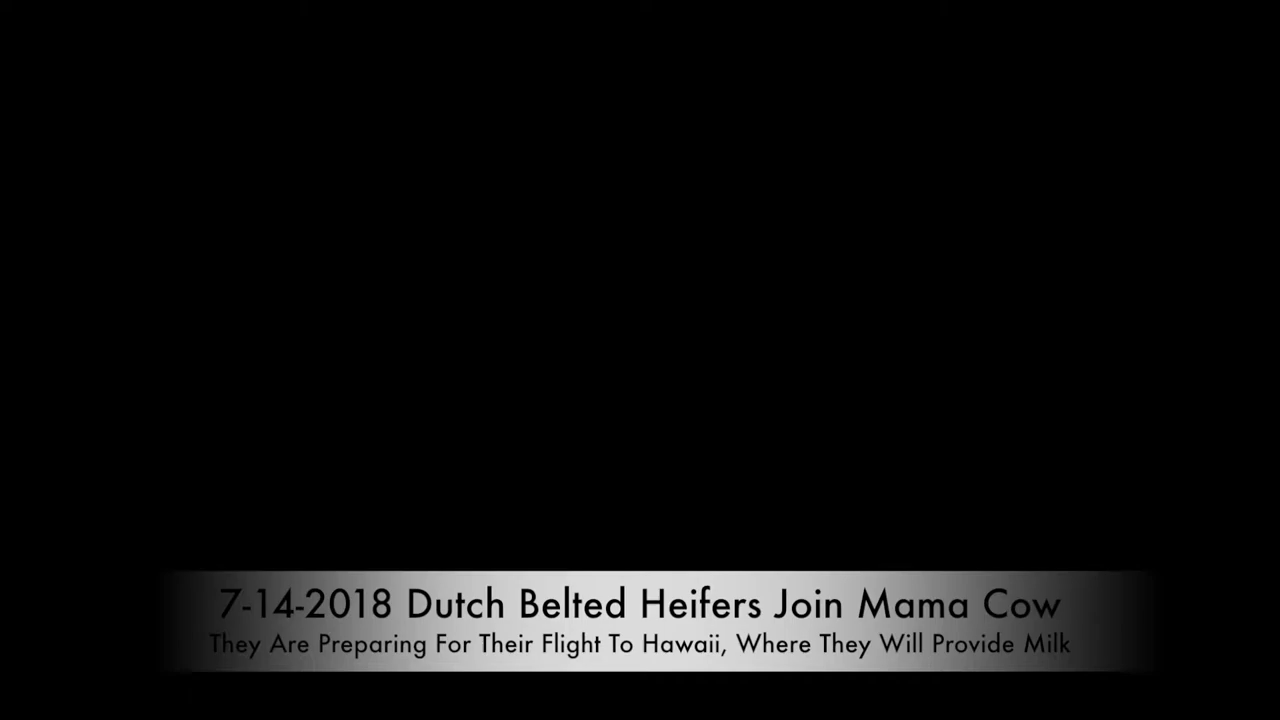 7-14-2018 Dutch Belted Heifers Join Mama Cow
They Are Preparing For Their Flight To Hawaii, Where They Will Provide Milk